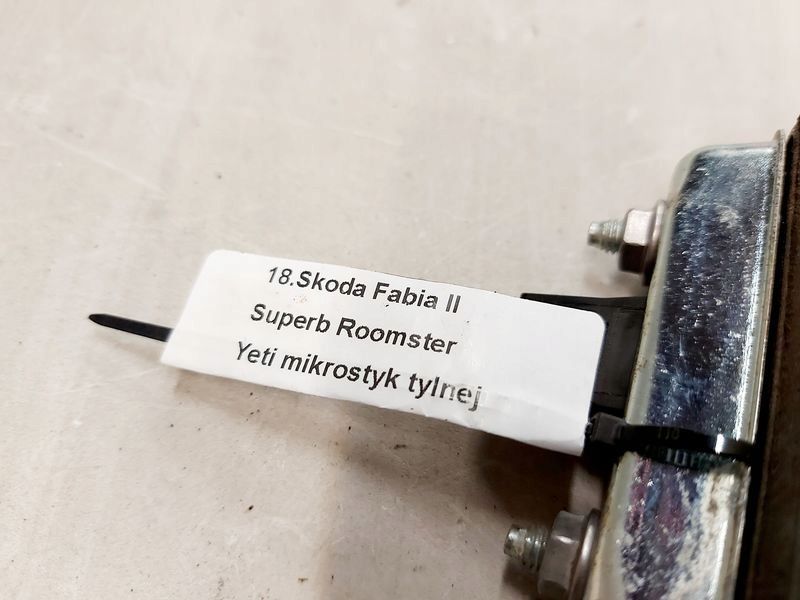 18.Skoda Fabia II
Superb Roomster
Yeti mikrostyk tylnej